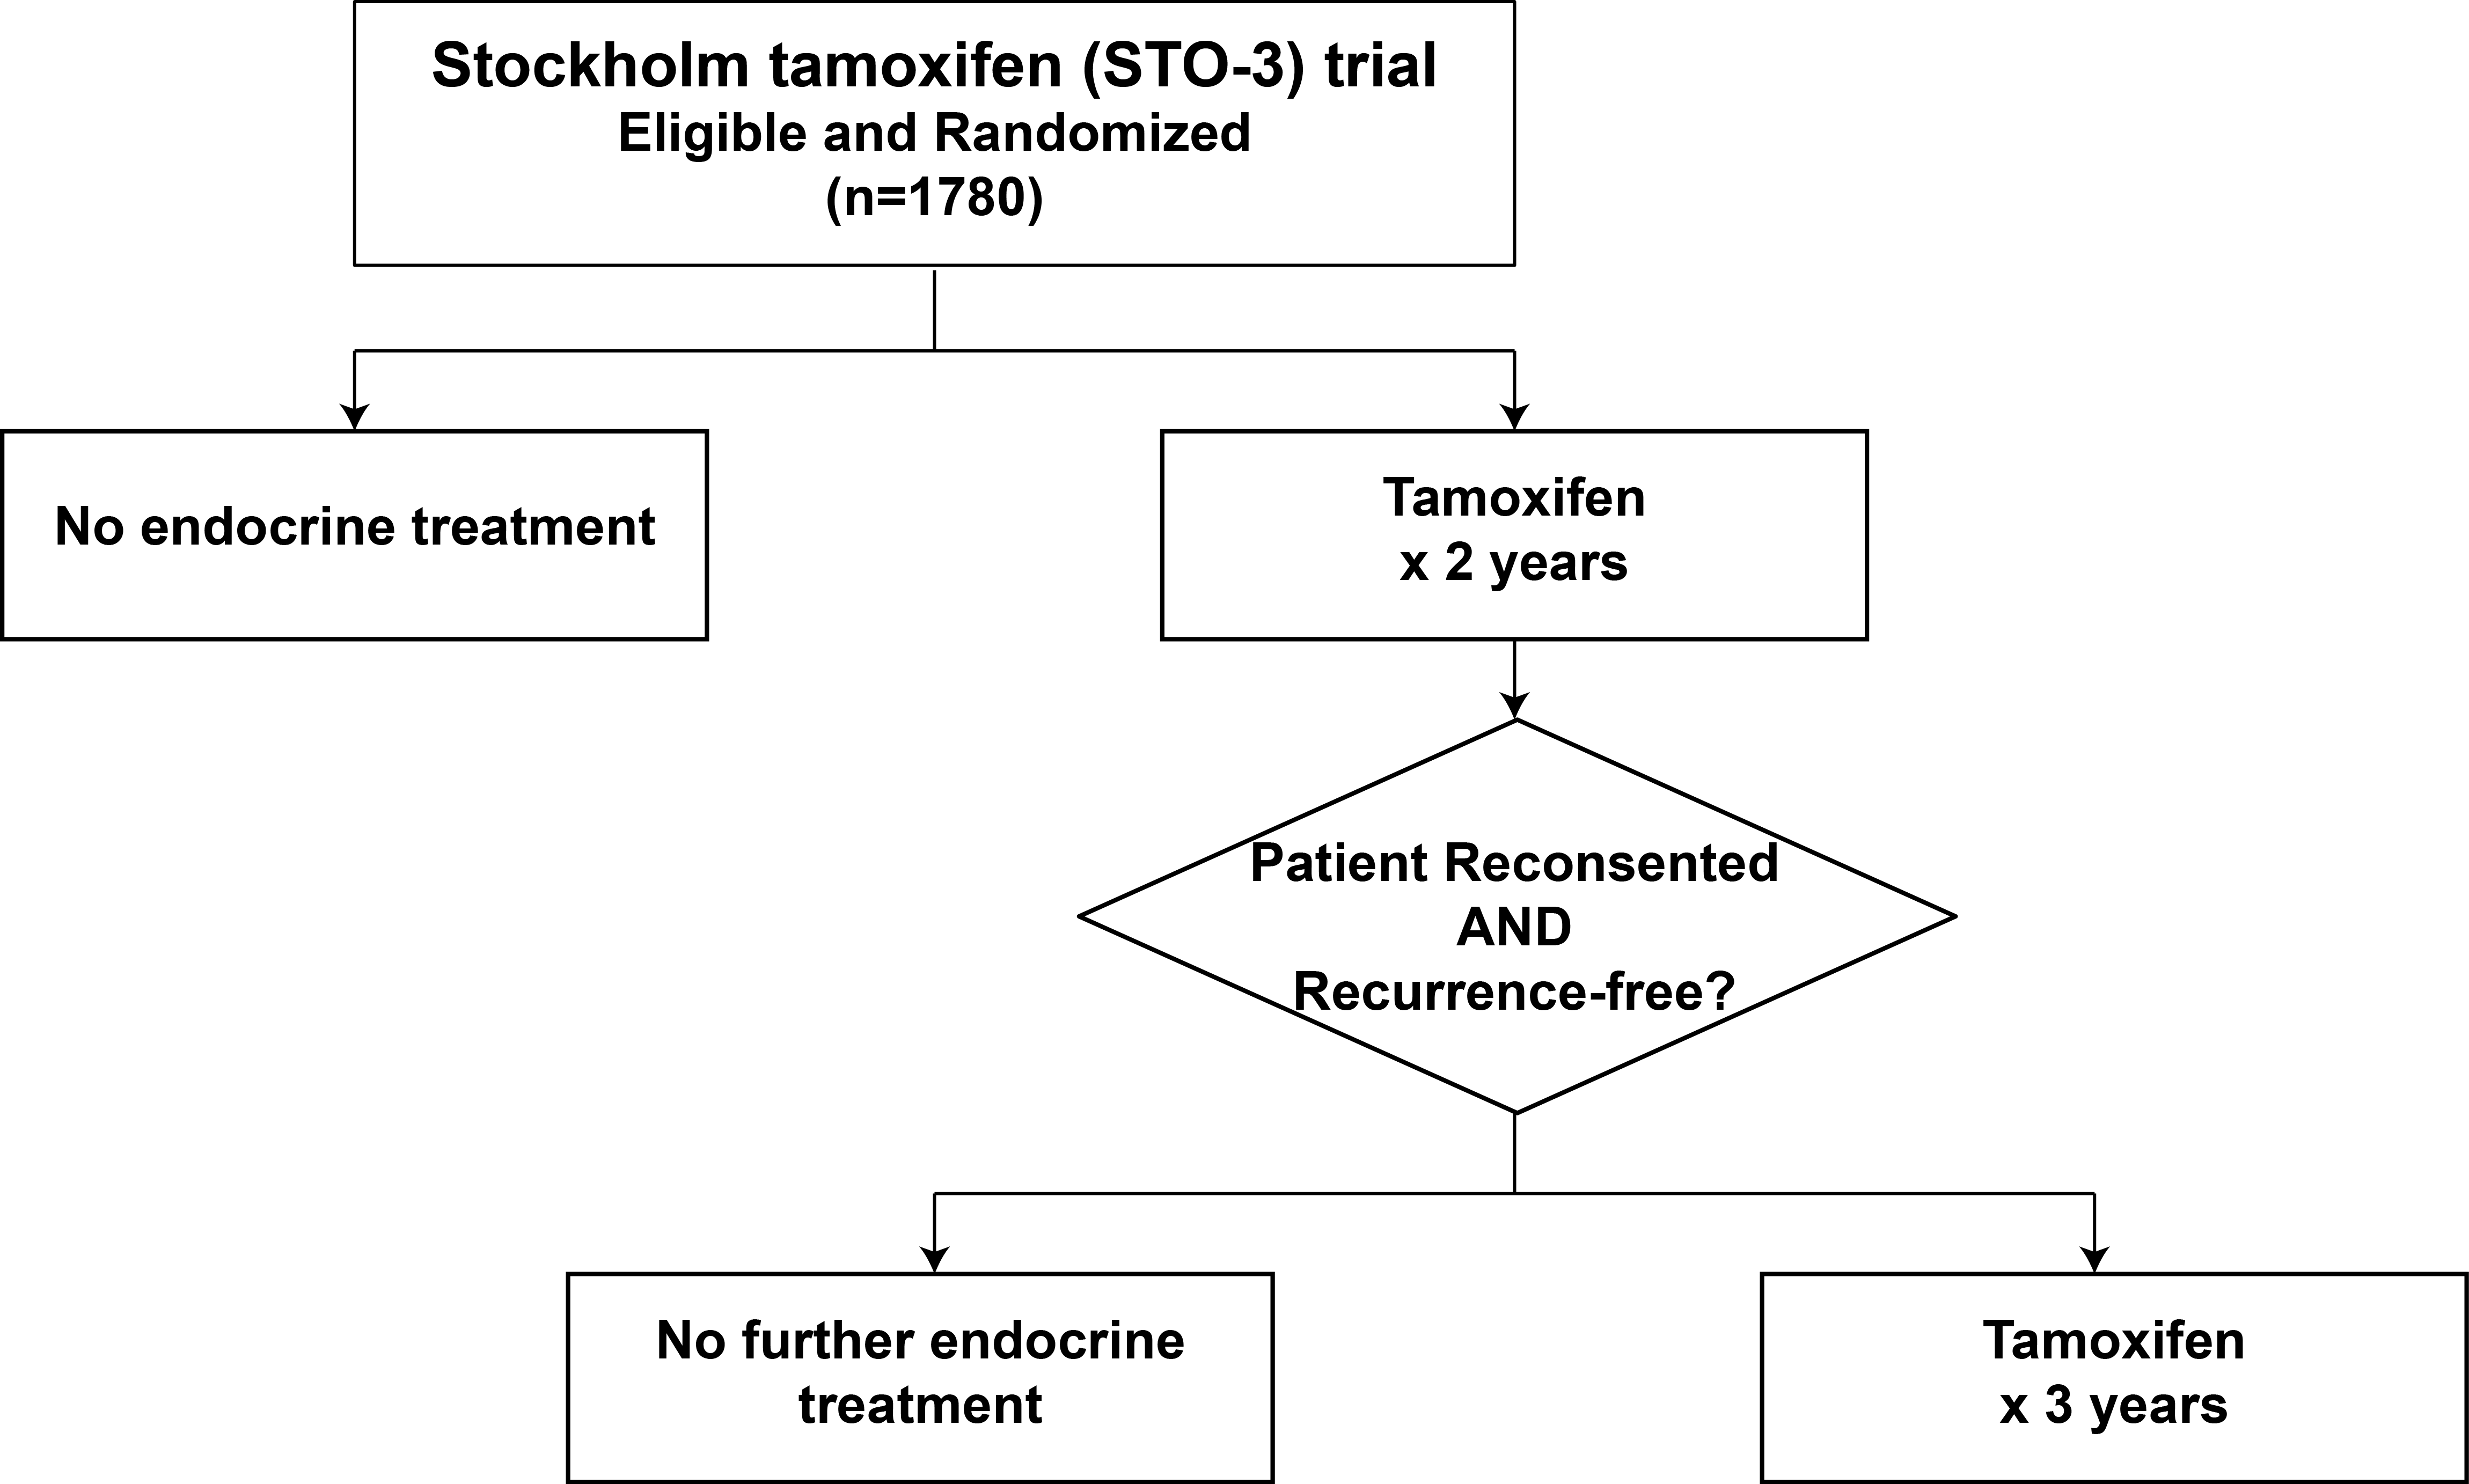 Stockholm tamoxifen (STO-3) trial
Eligible and Randomized
(n=1780)
No endocrine treatment
Tamoxifen
x 2 years
Patient Reconsented
AND
Recurrence-free?
No further endocrine
treatment
Tamoxifen
x 3 years